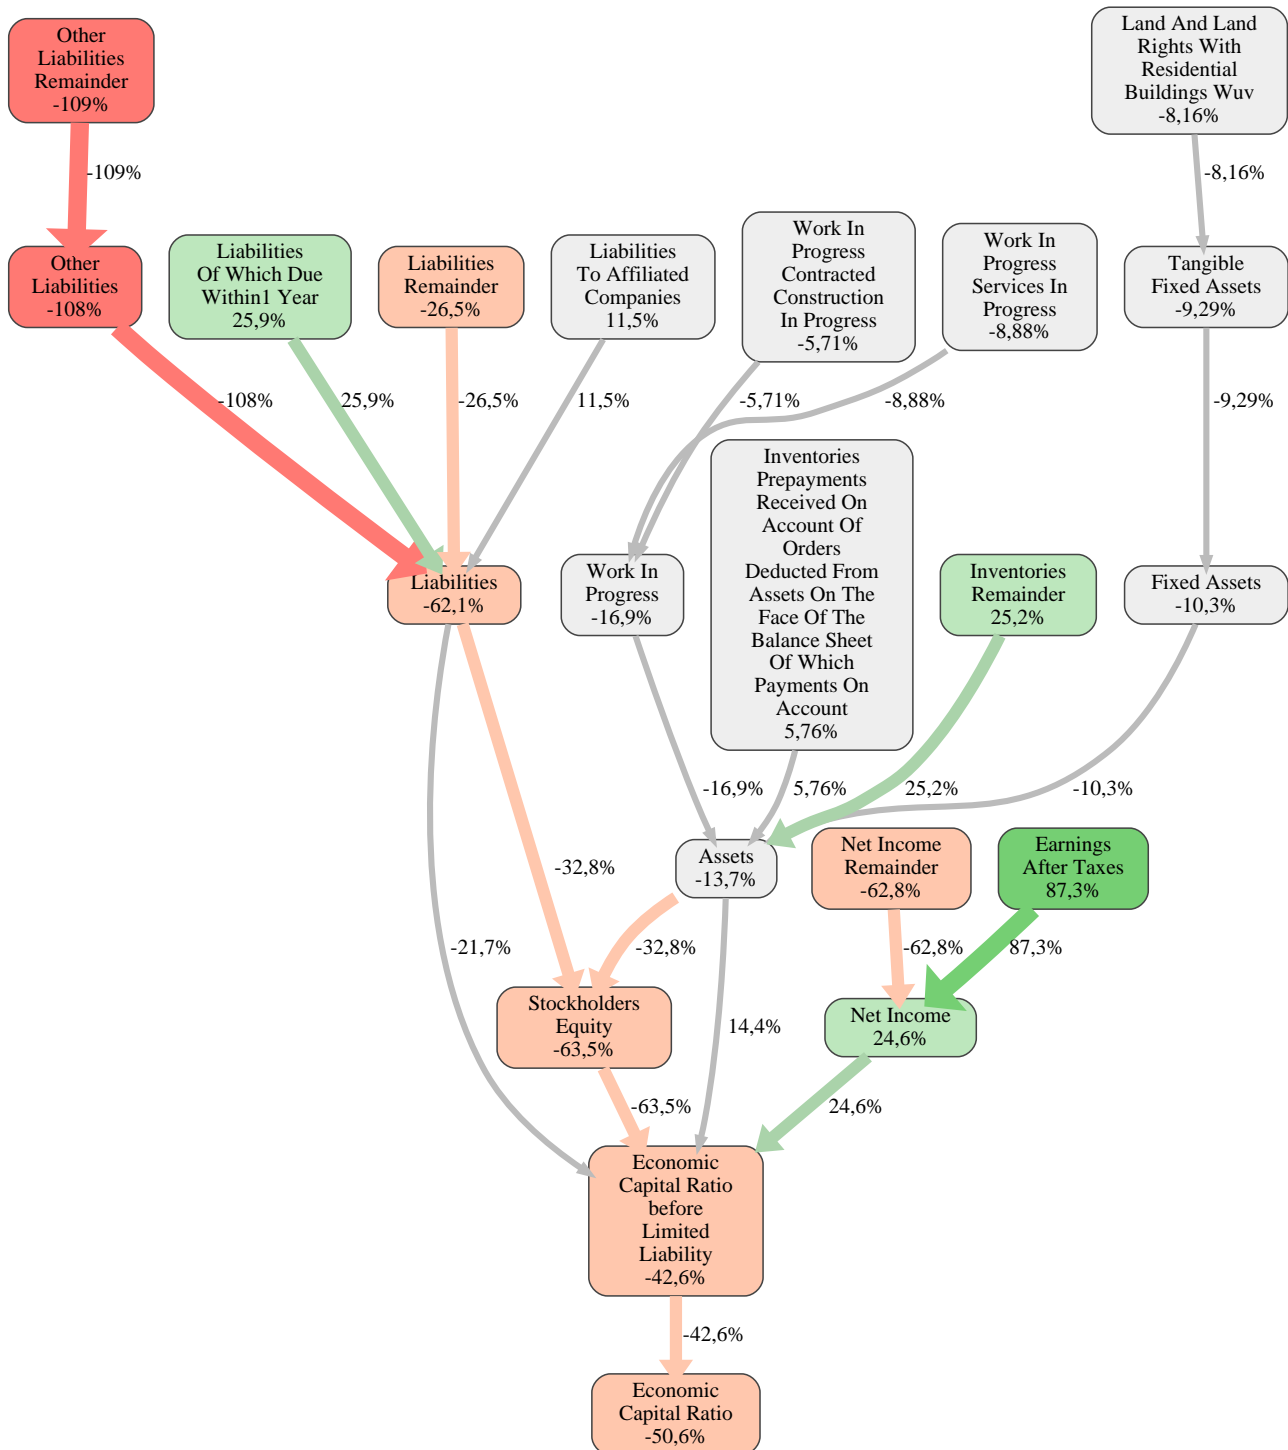 Other
Liabilities
Remainder
-109%
Land And Land
Rights With
Residential
Buildings Wuv
-8,16%
-109%
-8,16%
Other
Liabilities
-108%
Liabilities
Of Which Due
Within1 Year
25,9%
Liabilities
Remainder
-26,5%
Liabilities
To Affiliated
Companies
11,5%
Work In
Progress
Contracted
Construction
In Progress
-5,71%
Work In
Progress
Services In
Progress
-8,88%
Tangible
Fixed Assets
-9,29%
-108%
25,9%
-26,5%
11,5%
-5,71%
-8,88%
-9,29%
Liabilities
-62,1%
Work In
Progress
-16,9%
Inventories
Prepayments
Received On
Account Of
Orders
Deducted From
Assets On The
Face Of The
Balance Sheet
Of Which
Payments On
Account
5,76%
Inventories
Remainder
25,2%
Fixed Assets
-10,3%
-16,9%
5,76%
25,2%
-10,3%
Assets
-13,7%
Net Income
Remainder
-62,8%
Earnings
After Taxes
87,3%
-32,8%
-21,7%
-32,8%
-62,8%
87,3%
Stockholders
Equity
-63,5%
14,4%
Net Income
24,6%
-63,5%
24,6%
Economic
Capital Ratio
before
Limited
Liability
-42,6%
-42,6%
Economic
Capital Ratio
-50,6%